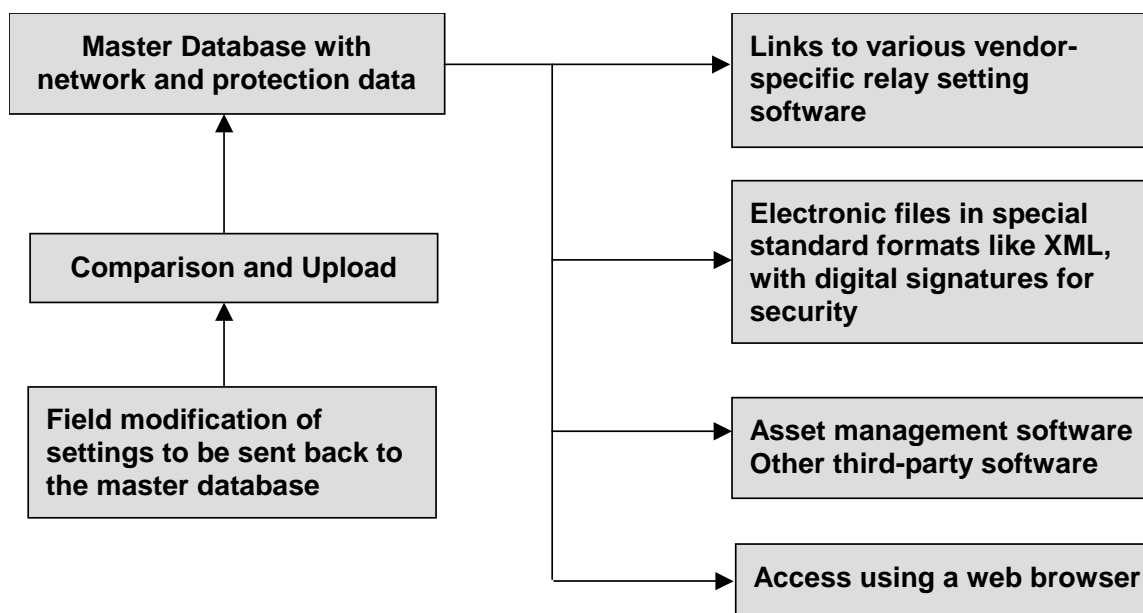 Master Database with
network and protection data
Comparison and Upload
Field modification of
settings to be sent back to
the master database
Links to various vendor-
specific relay setting
software
Electronic files in special
standard formats like XML,
with digital signatures for
security
Asset management software
Other third-party software
Access using a web browser